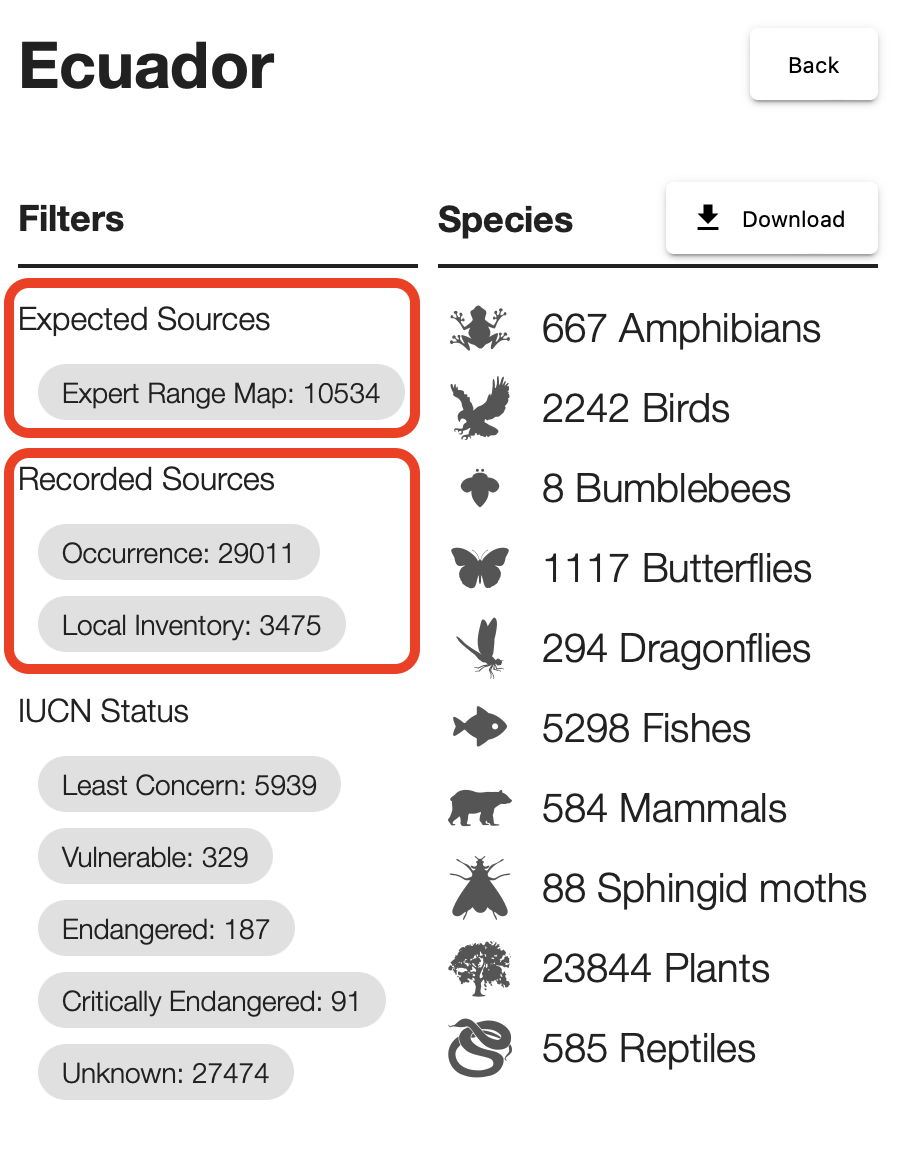 Ecuador
Back
Filters
Expected Sources
Expert Range Map: 10534
Recorded Sources
Occurrence: 29011
Local Inventory: 3475
IUCN Status
Least Concern: 5939
Vulnerable: 329
Endangered: 187
Critically Endangered: 91
Unknown: 27474
Species
Download
667 Amphibians
2242 Birds
8 Bumblebees
1117 Butterflies
294 Dragonflies
5298 Fishes
584 Mammals
88 Sphingid moths
23844 Plants
585 Reptiles